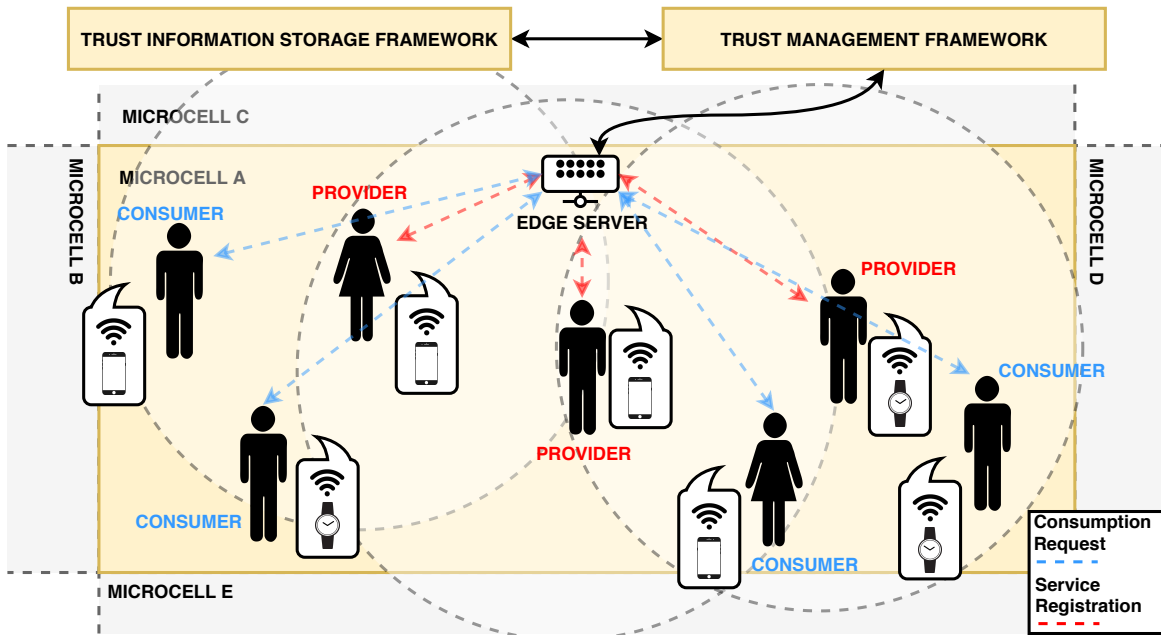 TRUST INFORMATION STORAGE FRAMEWORK
TRUST MANAGEMENT FRAMEWORK
MICROCELL C
MICROCELL B
MICROCELL A
MICROCELL D
CONSUMER
PROVIDER
EDGE SERVER
PROVIDER
CONSUMER
PROVIDER
CONSUMER
CONSUMER
MICROCELL E
Consumption
Request
Service
Registration